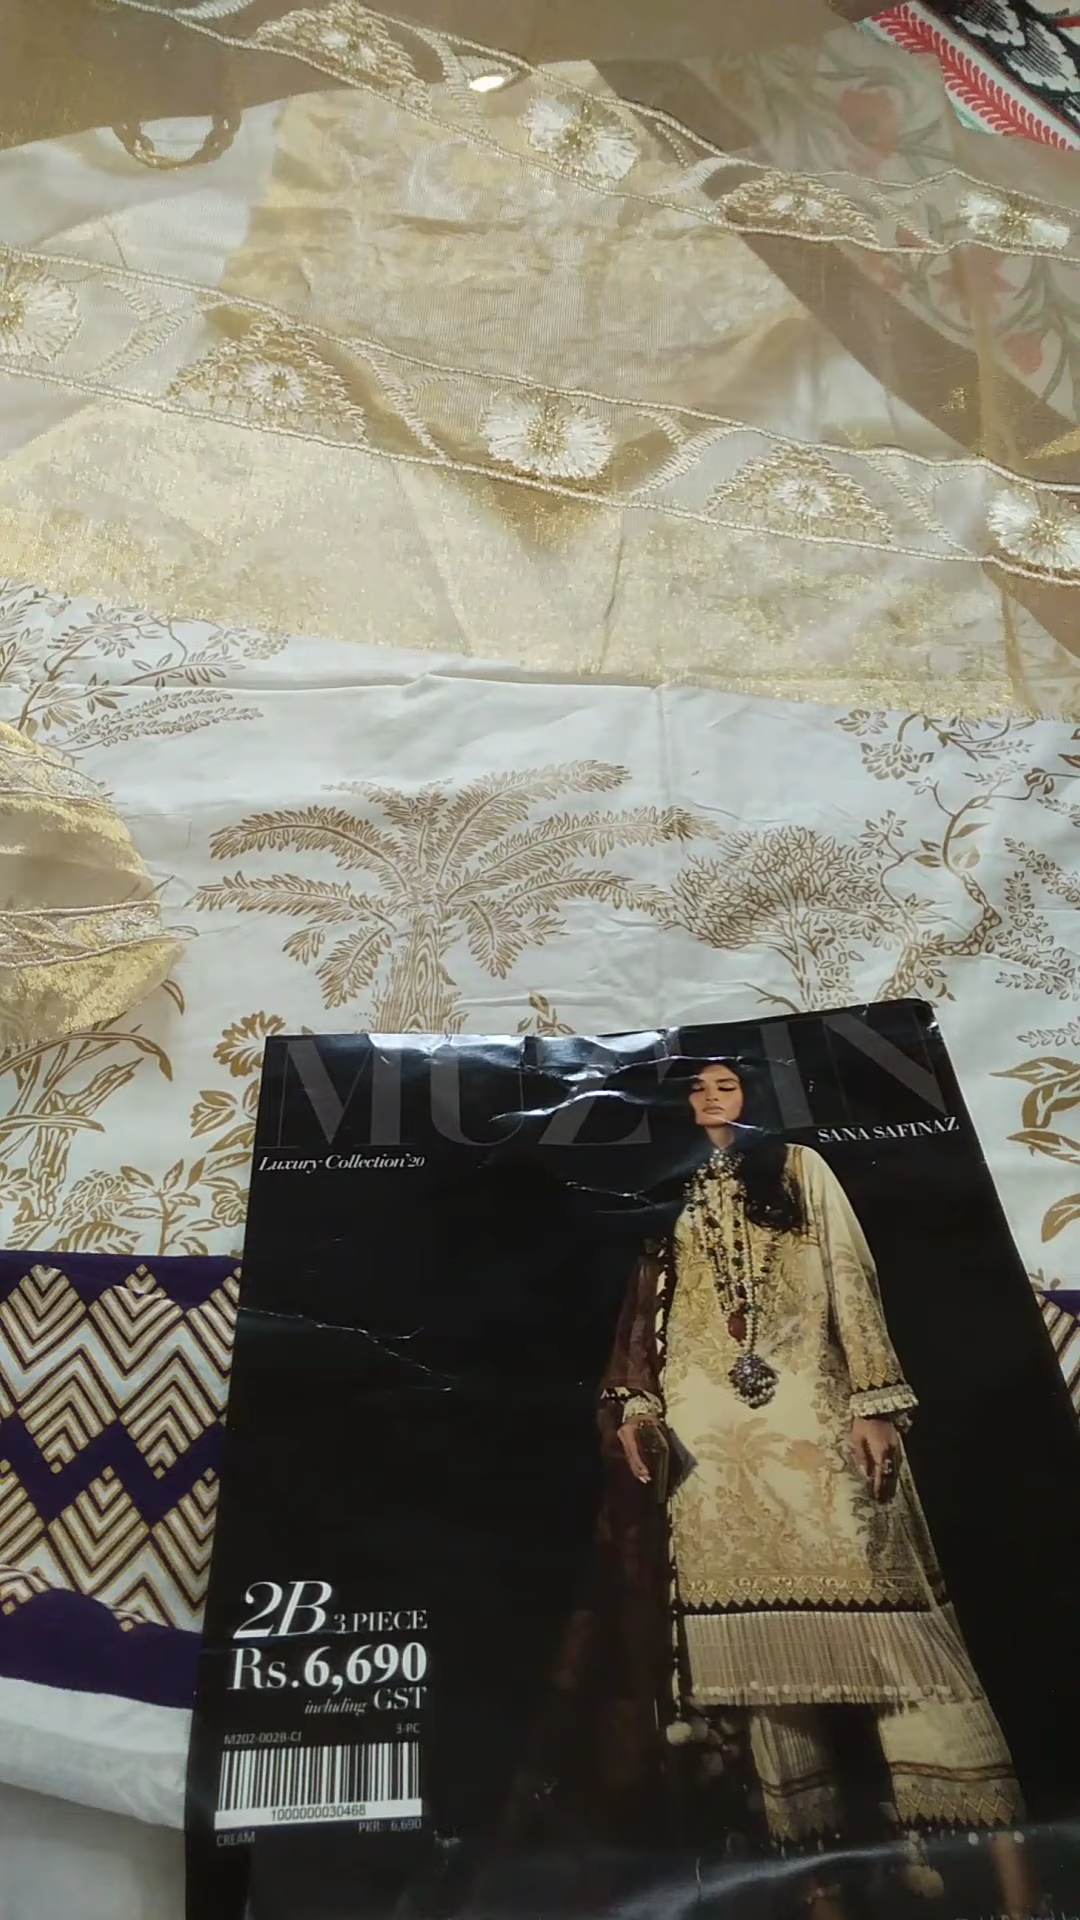 MUZLIN
SANA SAFINAZ
Luxury Collection'20
2B 3 PIECE
Rs.6,690
including GST
M202-002B-CJ 3-PC
1000000030468
CREAM PKR: 6,690